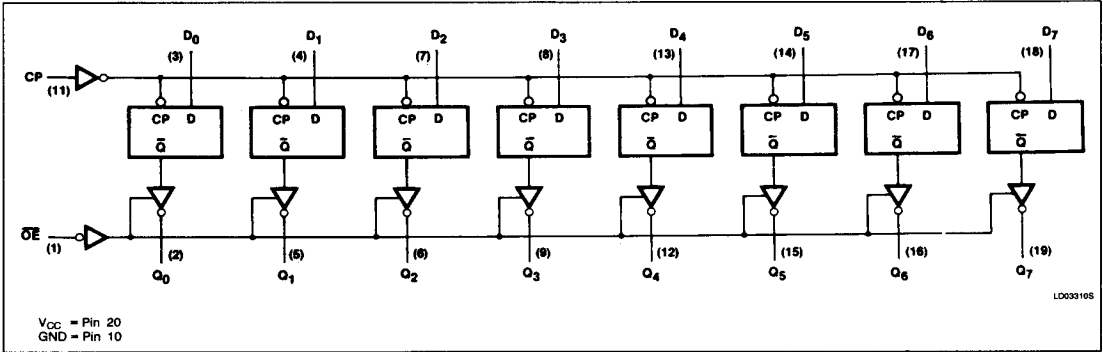 D0 D1 D2 D3 D4 D5 D6 D7
(3) (4) (7) (8) (13) (14) (17) (18)
CP
(11)
CP D CP D CP D CP D CP D CP D CP D CP D
Q̅ Q̅ Q̅ Q̅ Q̅ Q̅ Q̅ Q̅
O̅E̅
(1)
(2) (5) (6) (9) (12) (15) (16) (19)
Q0 Q1 Q2 Q3 Q4 Q5 Q6 Q7
LD03310S
VCC = Pin 20
GND = Pin 10